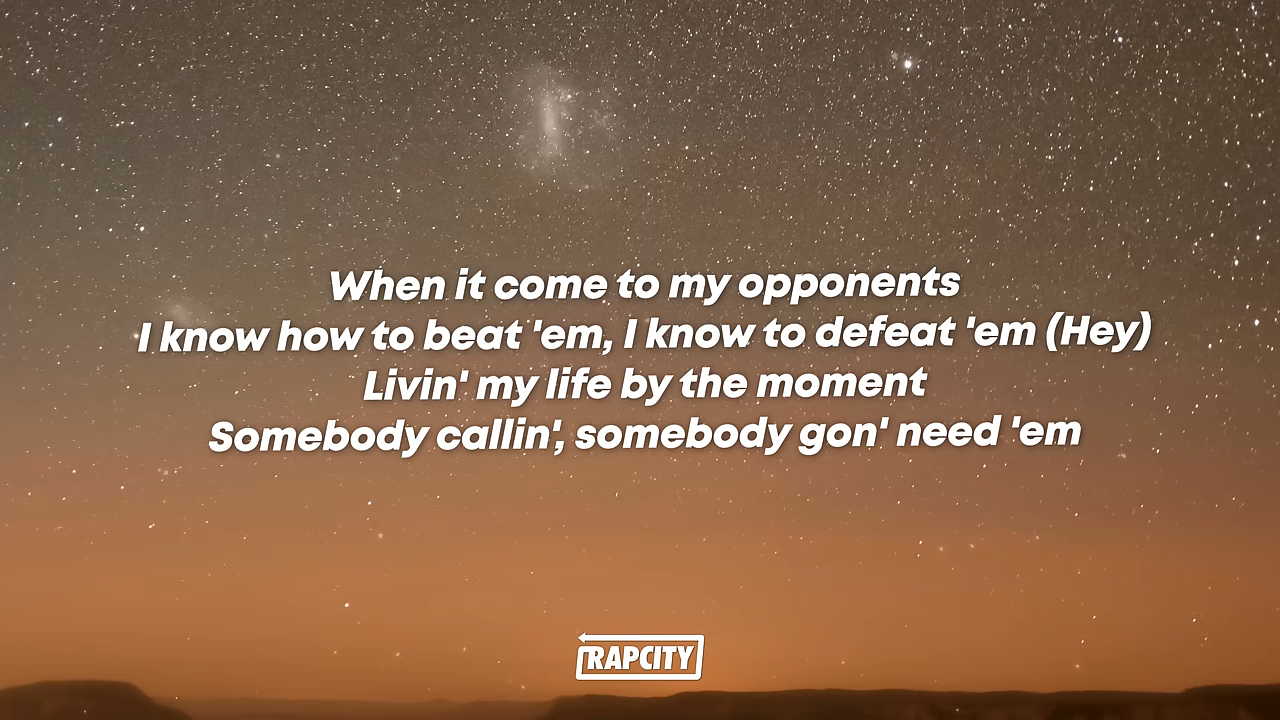 When it come to my opponents
I know how to beat 'em, I know to defeat 'em (Hey)
Livin' my life by the moment
Somebody callin', somebody gon' need 'em
RAPCITY